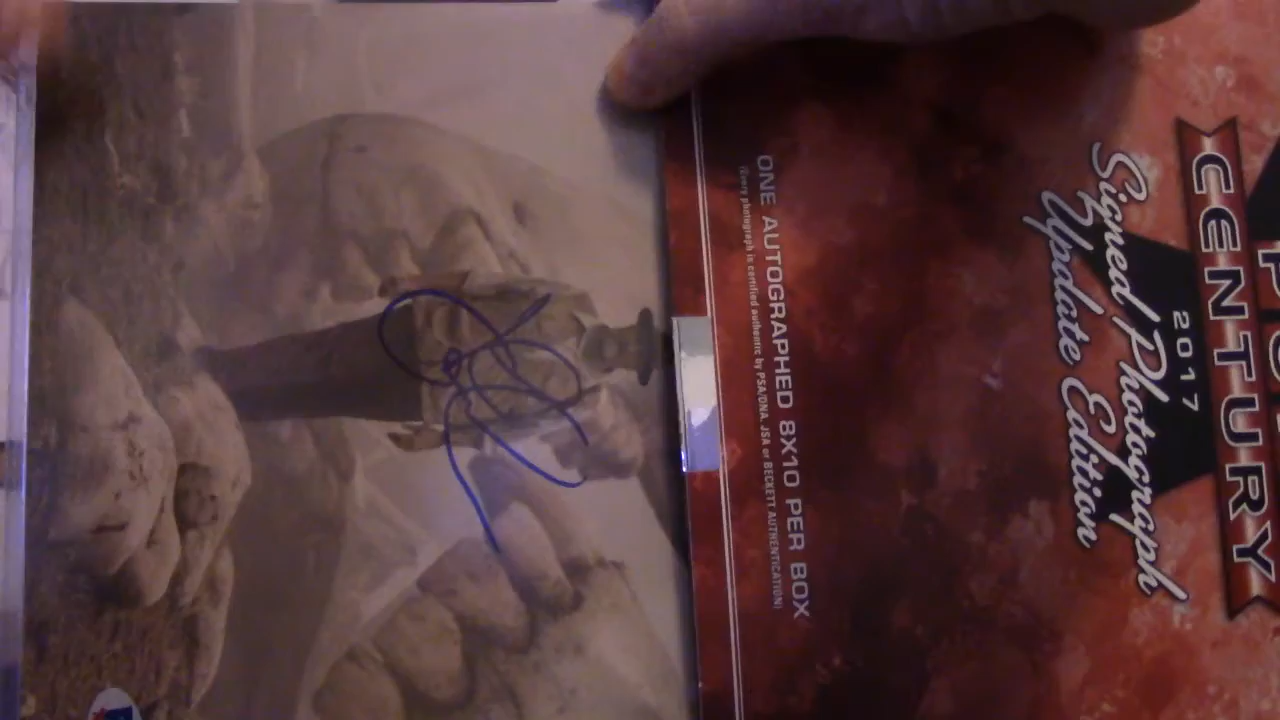 CENTURY
2017
Signed Photograph
Update Edition
ONE AUTOGRAPHED 8X10 PER BOX
(Every photograph is certified authentic by PSA/DNA, JSA or BECKETT AUTHENTICATION)